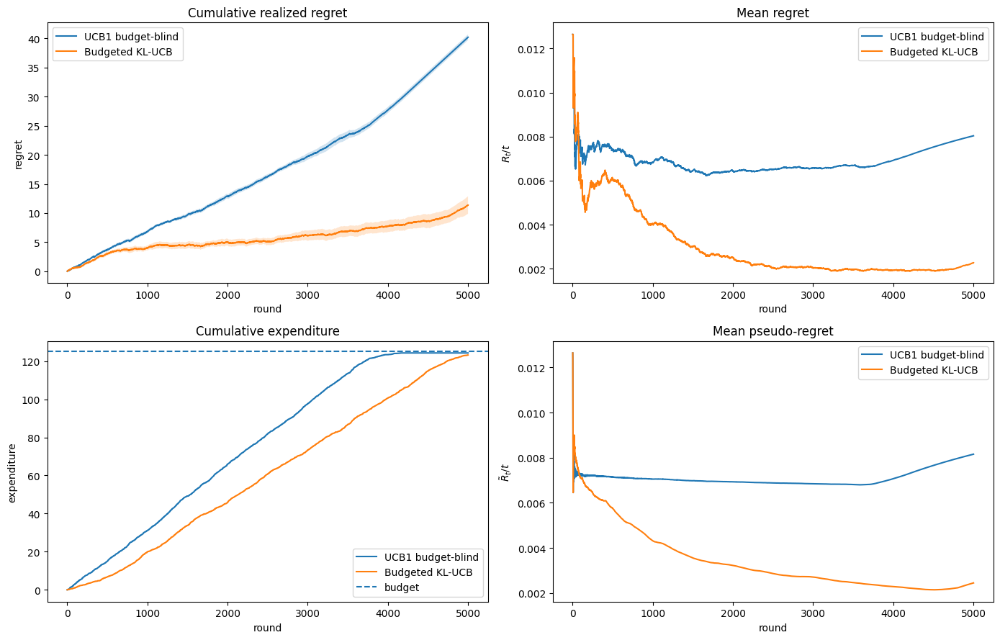 Cumulative realized regret
UCB1 budget-blind
Budgeted KL-UCB
regret
40
35
30
25
20
15
10
5
0
0 1000 2000 3000 4000 5000
round
Mean regret
UCB1 budget-blind
Budgeted KL-UCB
R_t/t
0.012
0.010
0.008
0.006
0.004
0.002
0 1000 2000 3000 4000 5000
round
Cumulative expenditure
expenditure
120
100
80
60
40
20
0
UCB1 budget-blind
Budgeted KL-UCB
budget
0 1000 2000 3000 4000 5000
round
Mean pseudo-regret
UCB1 budget-blind
Budgeted KL-UCB
R̃_t/t
0.012
0.010
0.008
0.006
0.004
0.002
0 1000 2000 3000 4000 5000
round